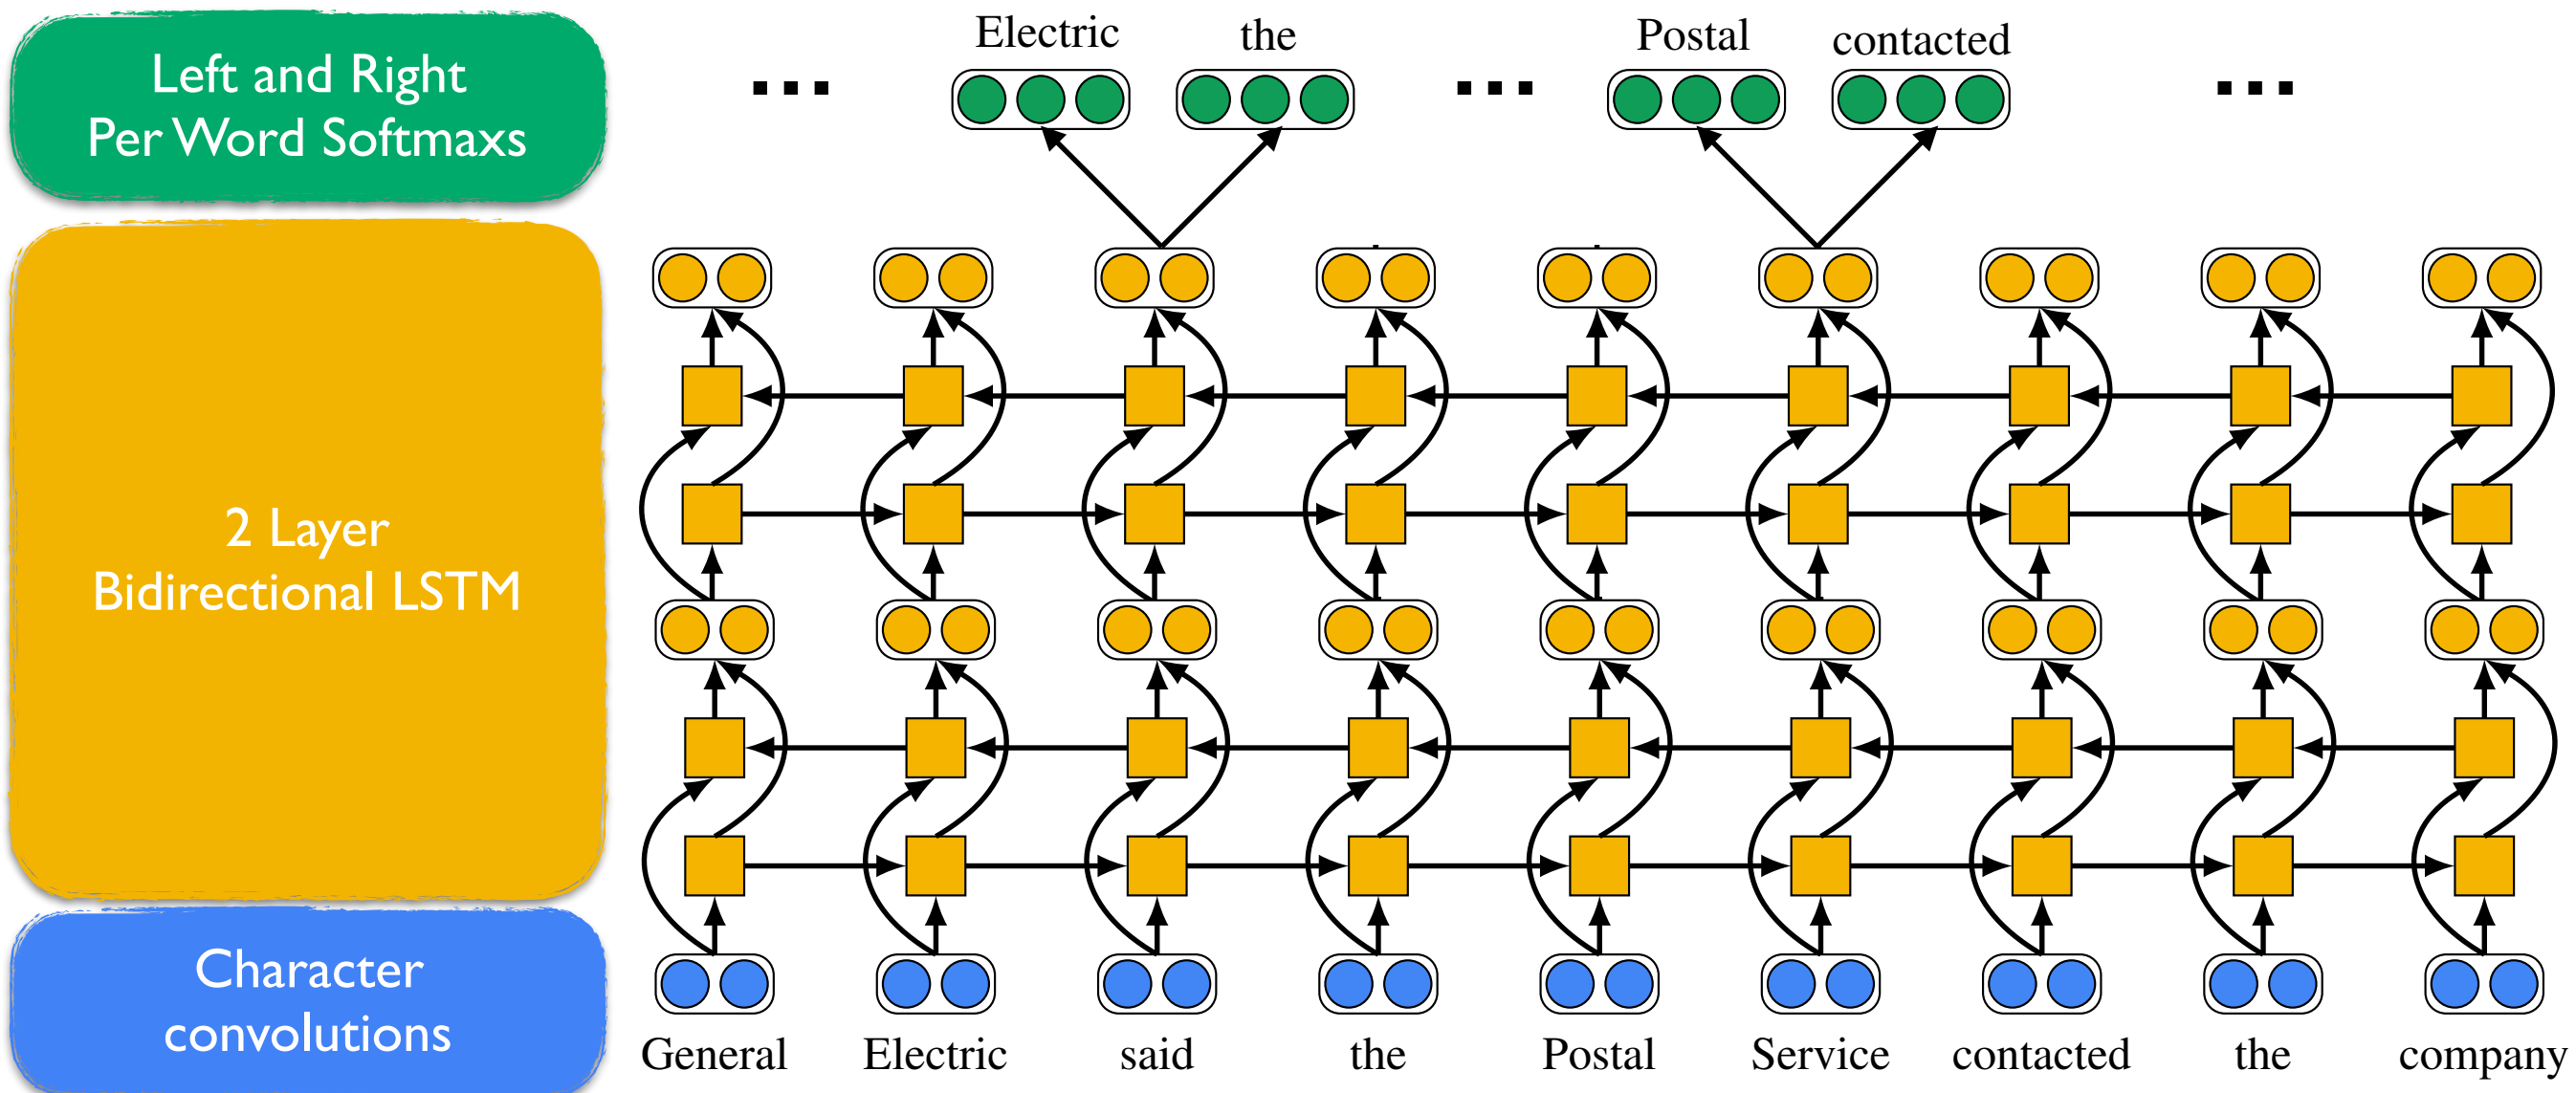 Left and Right
Per Word Softmaxs
... Electric the ... Postal contacted ...
2 Layer
Bidirectional LSTM
Character
convolutions
General Electric said the Postal Service contacted the company